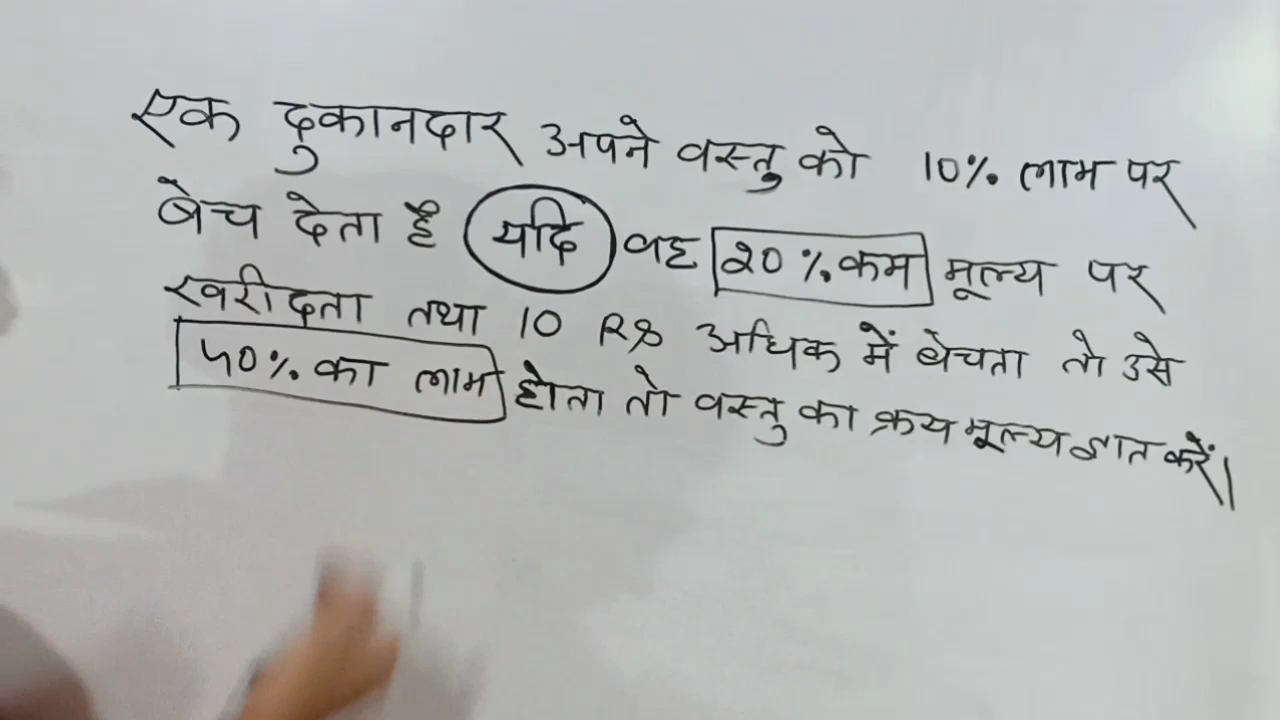 एक दुकानदार अपने वस्तु को 10% लाभ पर
बेच देता है यदि वह 20% कम मूल्य पर
खरीदता तथा 10 Rs अधिक में बेचता तो उसे
40% का लाभ होता तो वस्तु का क्रय मूल्य ज्ञात करें।